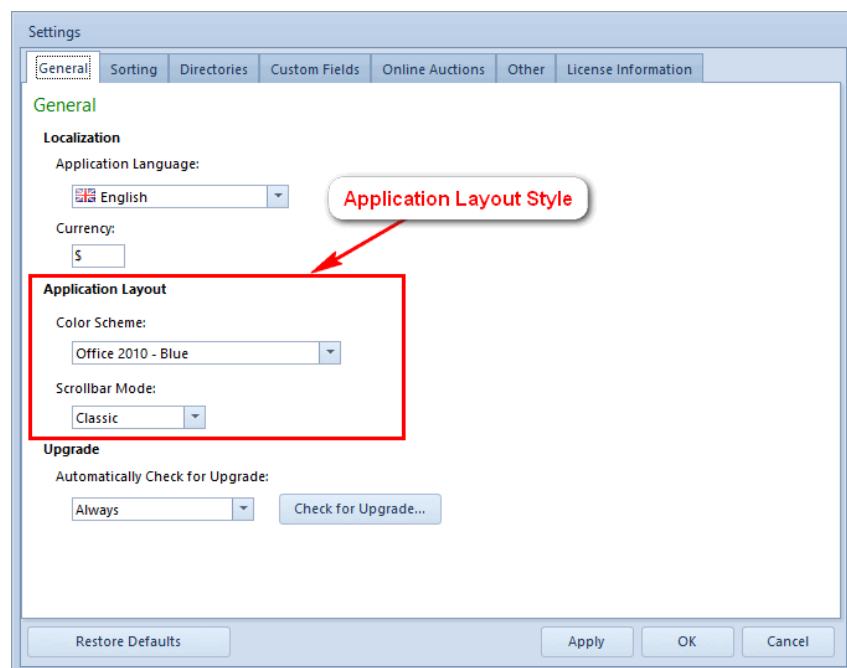 Settings
General Sorting Directories Custom Fields Online Auctions Other License Information
General
Localization
Application Language:
English
Application Layout Style
Currency:
$
Application Layout
Color Scheme:
Office 2010 - Blue
Scrollbar Mode:
Classic
Upgrade
Automatically Check for Upgrade:
Always Check for Upgrade...
Restore Defaults Apply OK Cancel